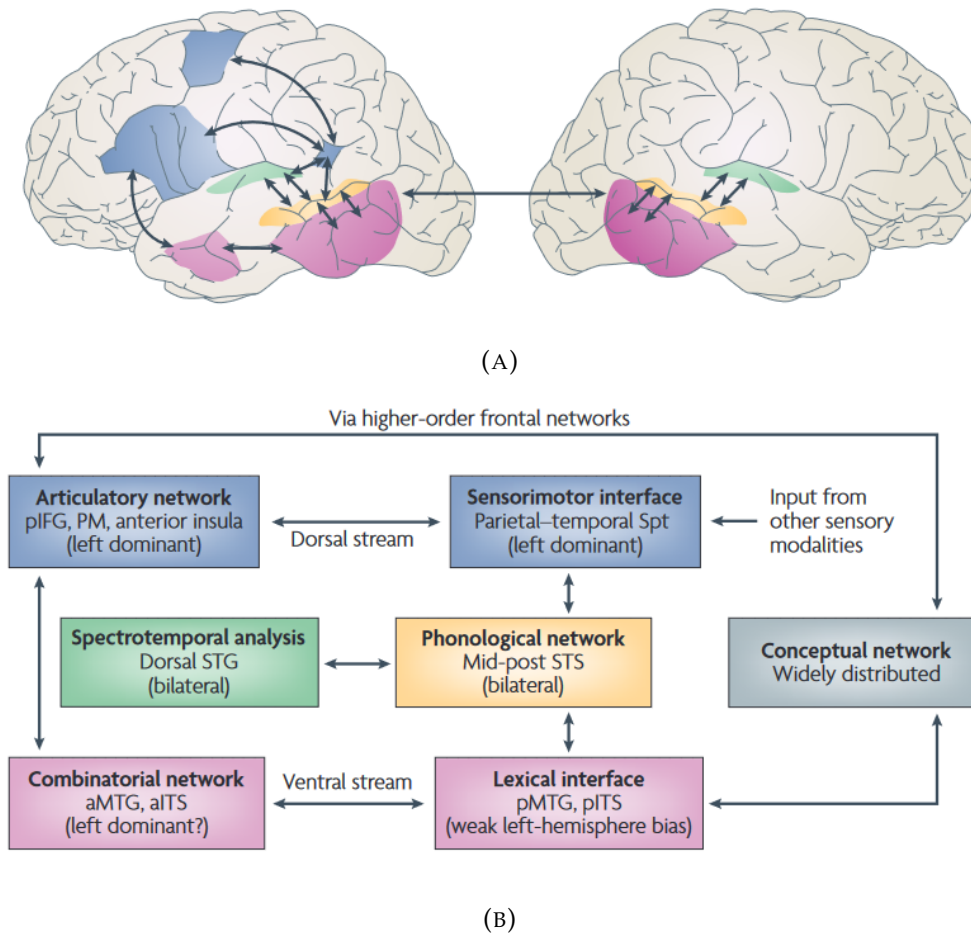 (A)
Via higher-order frontal networks
Articulatory network
pIFG, PM, anterior insula
(left dominant)
Dorsal stream
Sensorimotor interface
Parietal–temporal Spt
(left dominant)
Input from
other sensory
modalities
Spectrotemporal analysis
Dorsal STG
(bilateral)
Phonological network
Mid-post STS
(bilateral)
Conceptual network
Widely distributed
Combinatorial network
aMTG, aITS
(left dominant?)
Ventral stream
Lexical interface
pMTG, pITS
(weak left-hemisphere bias)
(B)